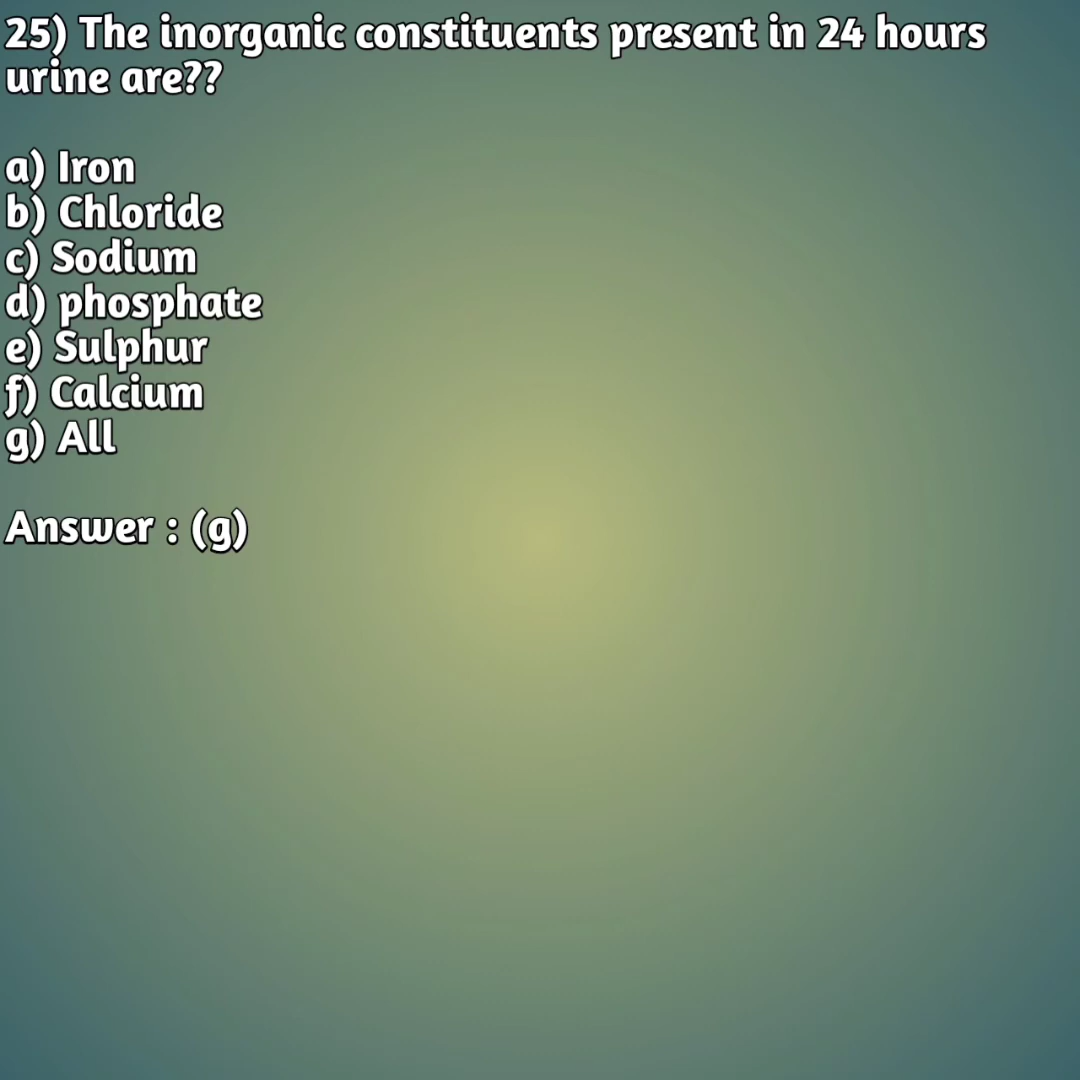 25) The inorganic constituents present in 24 hours
urine are??
a) Iron
b) Chloride
c) Sodium
d) phosphate
e) Sulphur
f) Calcium
g) All
Answer : (g)